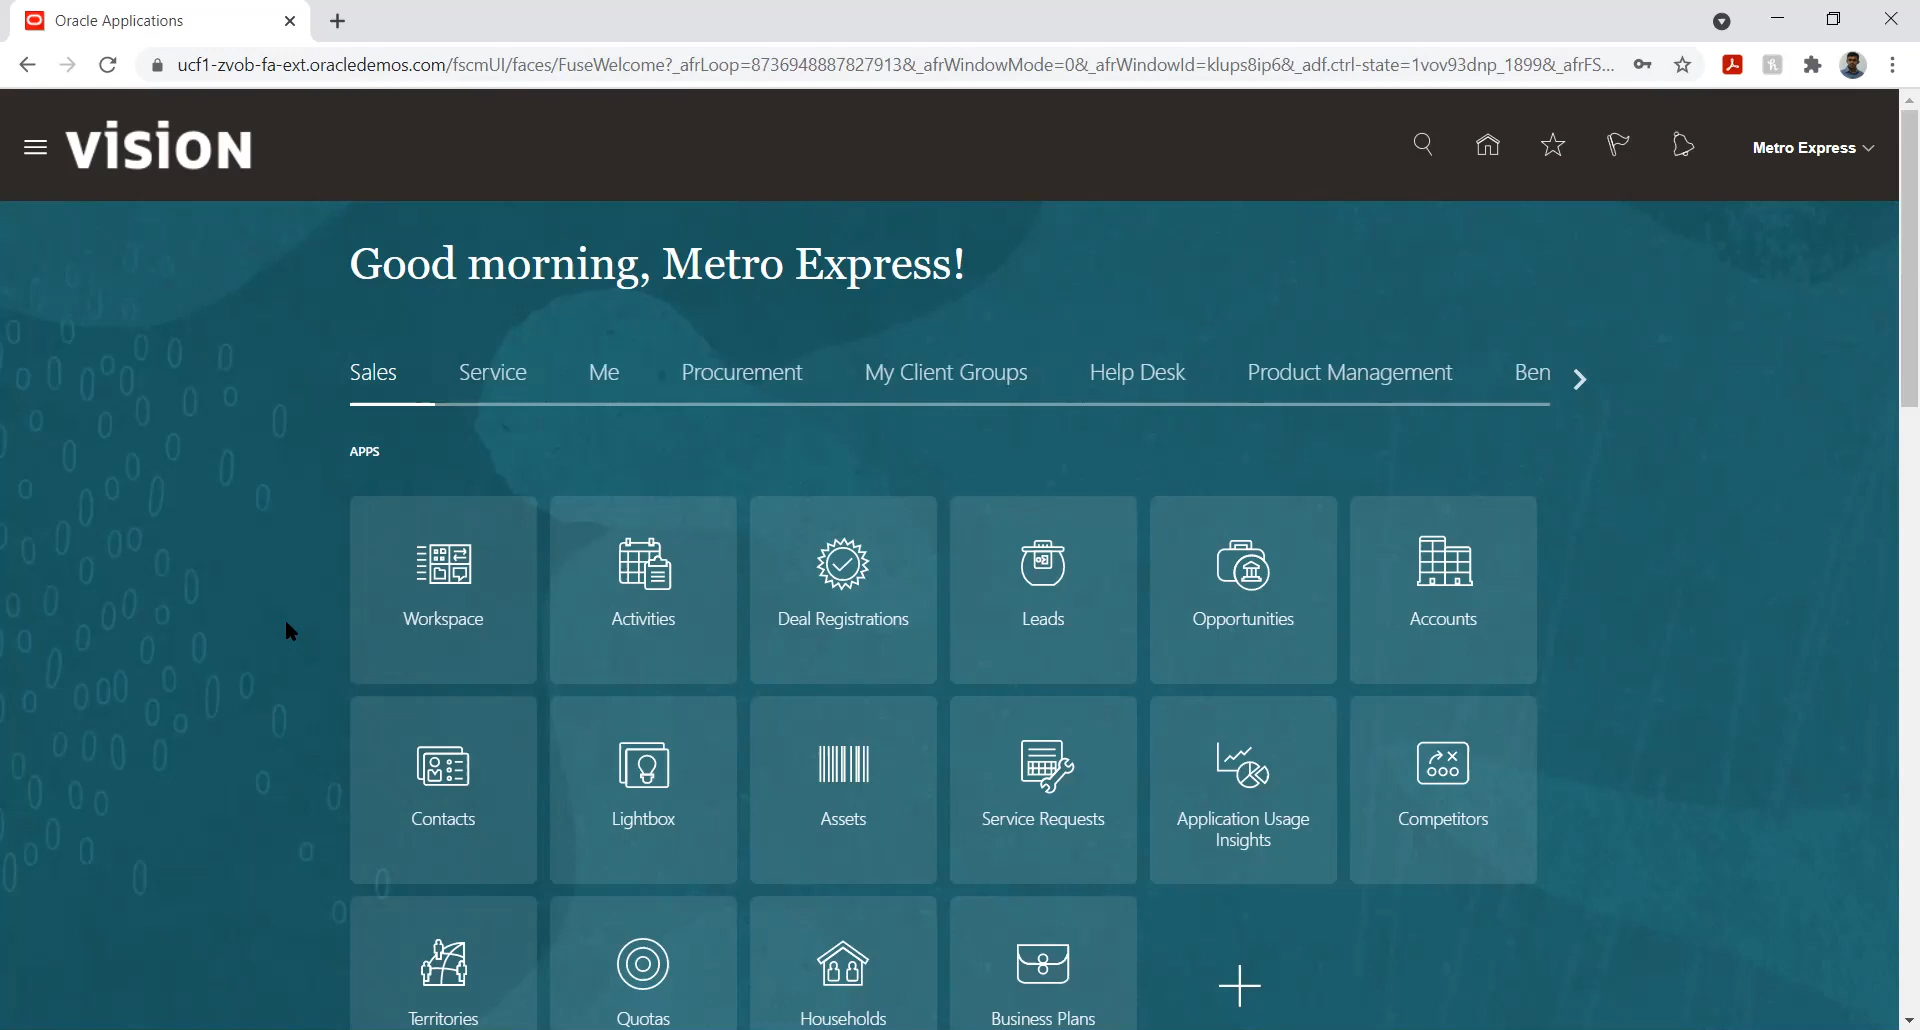 Oracle Applications
ucf1-zvob-fa-ext.oracledemos.com/fscmUI/faces/FuseWelcome?_afrLoop=873694887827913&_afrWindowMode=0&_afrWindowId=klups8ip6&_adf.ctrl-state=1vov93dnp_1899&_afrFS...
vision
Metro Express
Good morning, Metro Express!
Sales Service Me Procurement My Client Groups Help Desk Product Management Ben
APPS
Workspace Activities Deal Registrations Leads Opportunities Accounts
Contacts Lightbox Assets Service Requests Application Usage Competitors
Insights
Territories Quotas Households Business Plans